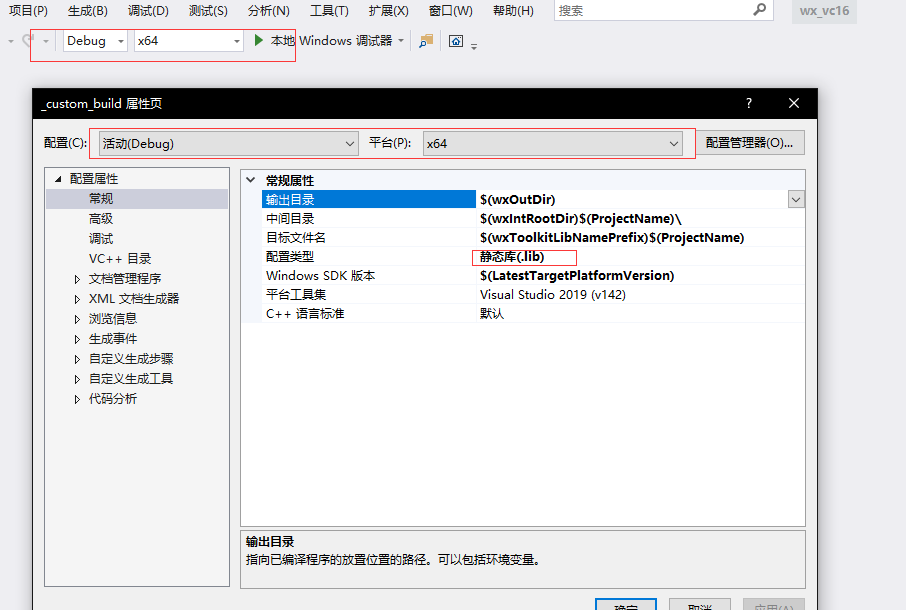 项目(P) 生成(B) 调试(D) 测试(S) 分析(N) 工具(T) 扩展(X) 窗口(W) 帮助(H) 搜索 wx_vc16
Debug x64 本地 Windows 调试器
_custom_build 属性页 ?
配置(C): 活动(Debug) 平台(P): x64 配置管理器(O)...
配置属性
常规
高级
调试
VC++ 目录
文档管理程序
XML 文档生成器
浏览信息
生成事件
自定义生成步骤
自定义生成工具
代码分析
常规属性
输出目录 $(wxOutDir)
中间目录 $(wxIntRootDir)$(ProjectName)\
目标文件名 $(wxToolkitLibNamePrefix)$(ProjectName)
配置类型 静态库(.lib)
Windows SDK 版本 $(LatestTargetPlatformVersion)
平台工具集 Visual Studio 2019 (v142)
C++ 语言标准 默认
输出目录
指向已编译程序的放置位置的路径。可以包括环境变量。
确定 取消 应用(A)